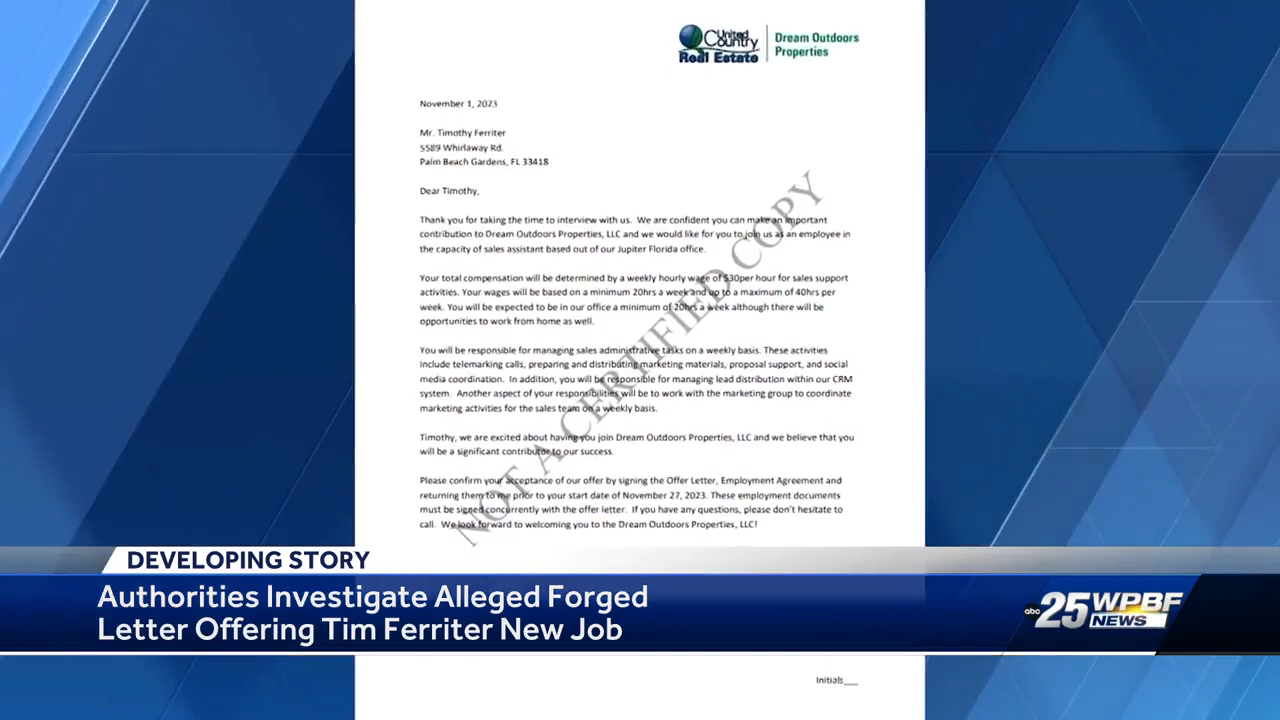 United
Country
Real Estate
Dream Outdoors
Properties
November 1, 2023
Mr. Timothy Ferriter
5589 Whirlaway Rd.
Palm Beach Gardens, FL 33418
Dear Timothy,
Thank you for taking the time to interview with us. We are confident you can make an important
contribution to Dream Outdoors Properties, LLC and we would like for you to join us as an employee in
the capacity of sales assistant based out of our Jupiter Florida office.
Your total compensation will be determined by a weekly hourly wage of $30per hour for sales support
activities. Your wages will be based on a minimum 20hrs a week and up to a maximum of 40hrs per
week. You will be expected to be in our office a minimum of 20hrs a week although there will be
opportunities to work from home as well.
You will be responsible for managing sales administrative tasks on a weekly basis. These activities
include telemarking calls, preparing and distributing marketing materials, proposal support, and social
media coordination. In addition, you will be responsible for managing lead distribution within our CRM
system. Another aspect of your responsibilities will be to work with the marketing group to coordinate
marketing activities for the sales team on a weekly basis.
Timothy, we are excited about having you join Dream Outdoors Properties, LLC and we believe that you
will be a significant contributor to our success.
Please confirm your acceptance of our offer by signing the Offer Letter, Employment Agreement and
returning them to me prior to your start date of November 27, 2023. These employment documents
must be signed concurrently with the offer letter. If you have any questions, please don't hesitate to
call. We look forward to welcoming you to the Dream Outdoors Properties, LLC!
NOT A CERTIFIED COPY
DEVELOPING STORY
Authorities Investigate Alleged Forged
Letter Offering Tim Ferriter New Job
abc 25 WPBF
NEWS
Initials___